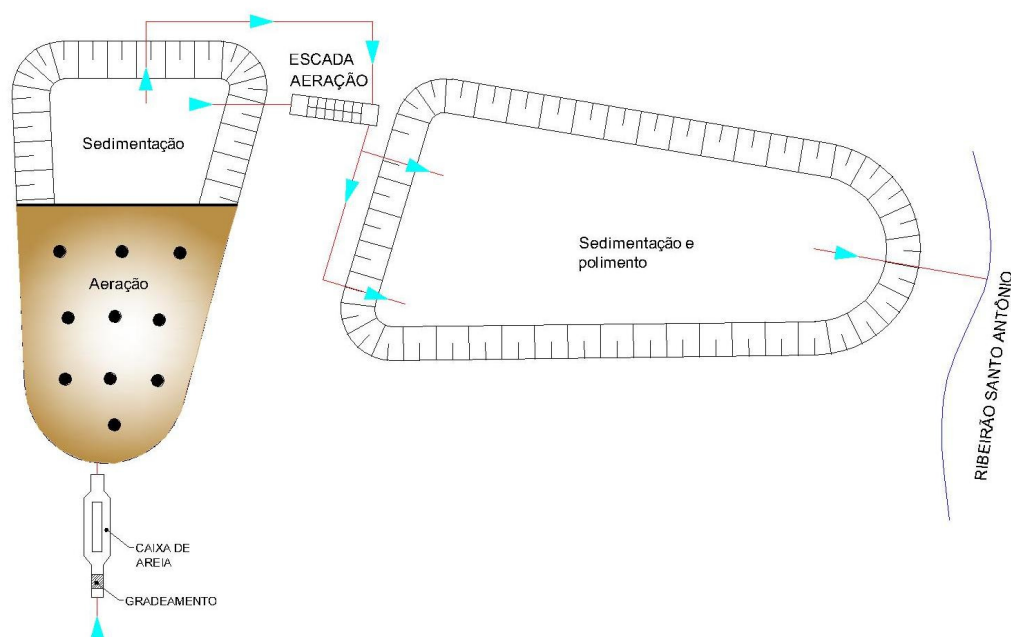 ESCADA
AERAÇÃO
Sedimentação
Sedimentação e
polimento
Aeração
RIBEIRÃO SANTO ANTÔNIO
CAIXA DE
AREIA
GRADEAMENTO